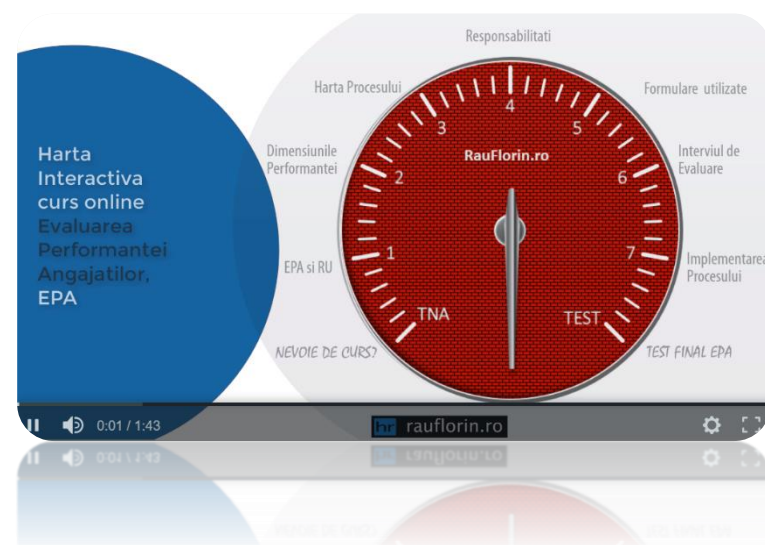 Harta
Interactiva
curs online
Evaluarea
Performantei
Angajatilor,
EPA
Responsabilitati
Harta Procesului
Formulare utilizate
Dimensiunile
Performantei
Interviul de
Evaluare
EPA si RU
Implementarea
Procesului
NEVOIE DE CURS?
TEST FINAL EPA
RauFlorin.ro
TNA
1
2
3
4
5
6
7
TEST
0:01 / 1:43
hr rauflorin.ro